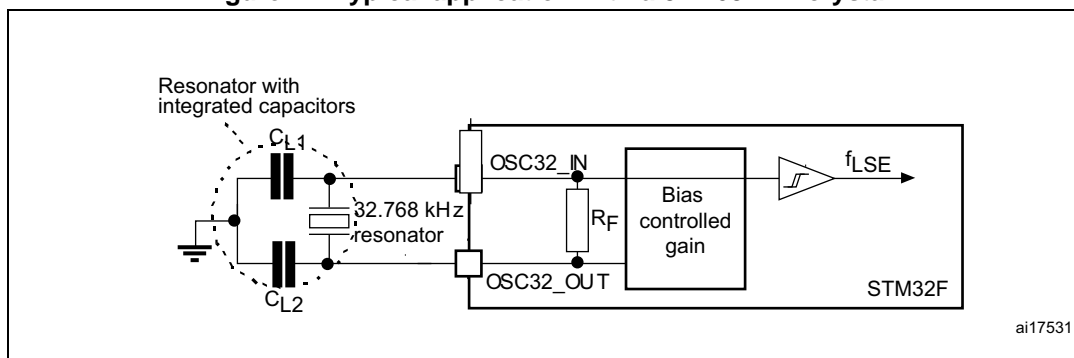 Resonator with
integrated capacitors
CL1
OSC32_IN
fLSE
32.768 kHz
resonator
RF
Bias
controlled
gain
OSC32_OUT
STM32F
CL2
ai17531